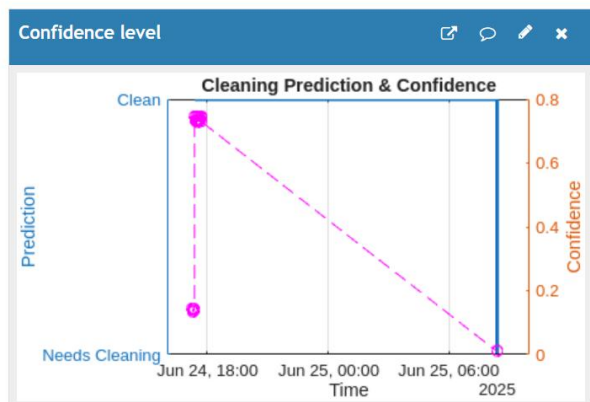 Confidence level
Cleaning Prediction & Confidence
Clean
Needs Cleaning
Prediction
0.8
0.6
0.4
0.2
0
Confidence
Jun 24, 18:00 Jun 25, 00:00 Jun 25, 06:00
Time
2025